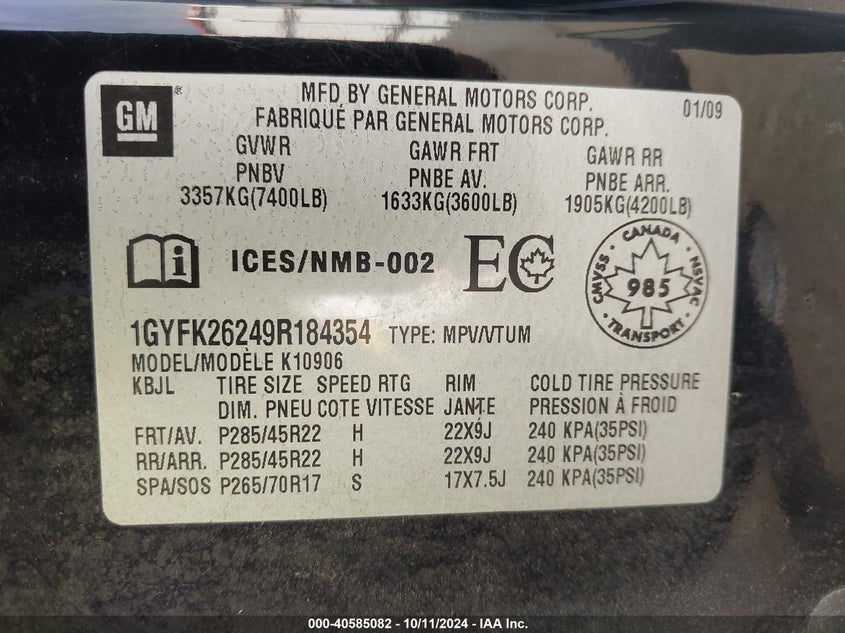 GM
MFD BY GENERAL MOTORS CORP.
FABRIQUÉ PAR GENERAL MOTORS CORP.
01/09
GVWR GAWR FRT GAWR RR
PNBV PNBE AV. PNBE ARR.
3357KG(7400LB) 1633KG(3600LB) 1905KG(4200LB)
i ICES/NMB-002 EC
CANADA
CMVSS 985 NSVAC
TRANSPORT
1GYFK26249R184354 TYPE: MPV/VTUM
MODEL/MODÈLE K10906
KBJL TIRE SIZE SPEED RTG RIM COLD TIRE PRESSURE
DIM. PNEU COTE VITESSE JANTE PRESSION À FROID
FRT/AV. P285/45R22 H 22X9J 240 KPA(35PSI)
RR/ARR. P285/45R22 H 22X9J 240 KPA(35PSI)
SPA/SOS P265/70R17 S 17X7.5J 240 KPA(35PSI)
000-40585082 - 10/11/2024 - IAA Inc.